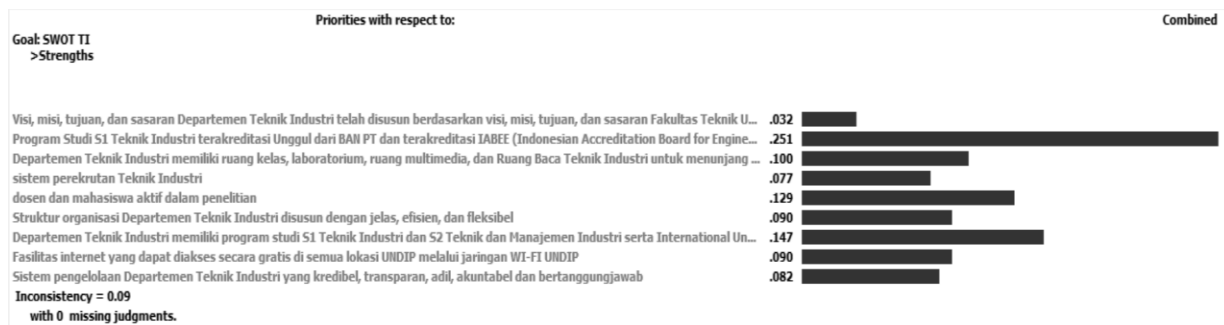 Priorities with respect to: Combined
Goal: SWOT TI
>Strengths
Visi, misi, tujuan, dan sasaran Departemen Teknik Industri telah disusun berdasarkan visi, misi, tujuan, dan sasaran Fakultas Teknik U... .032
Program Studi S1 Teknik Industri terakreditasi Unggul dari BAN PT dan terakreditasi IABEE (Indonesian Accreditation Board for Engine... .251
Departemen Teknik Industri memiliki ruang kelas, laboratorium, ruang multimedia, dan Ruang Baca Teknik Industri untuk menunjang ... .100
sistem perekrutan Teknik Industri .077
dosen dan mahasiswa aktif dalam penelitian .129
Struktur organisasi Departemen Teknik Industri disusun dengan jelas, efisien, dan fleksibel .090
Departemen Teknik Industri memiliki program studi S1 Teknik Industri dan S2 Teknik dan Manajemen Industri serta International Un... .147
Fasilitas internet yang dapat diakses secara gratis di semua lokasi UNDIP melalui jaringan WI-FI UNDIP .090
Sistem pengelolaan Departemen Teknik Industri yang kredibel, transparan, adil, akuntabel dan bertanggungjawab .082
Inconsistency = 0.09
with 0 missing judgments.